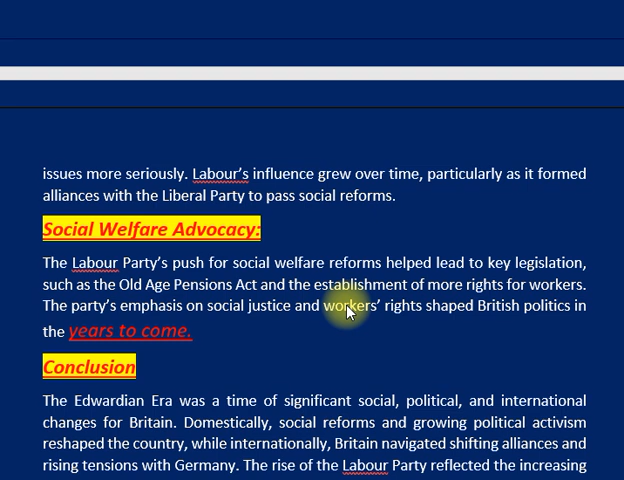 issues more seriously. Labour's influence grew over time, particularly as it formed
alliances with the Liberal Party to pass social reforms.
Social Welfare Advocacy:
The Labour Party's push for social welfare reforms helped lead to key legislation,
such as the Old Age Pensions Act and the establishment of more rights for workers.
The party's emphasis on social justice and workers' rights shaped British politics in
the years to come.
Conclusion
The Edwardian Era was a time of significant social, political, and international
changes for Britain. Domestically, social reforms and growing political activism
reshaped the country, while internationally, Britain navigated shifting alliances and
rising tensions with Germany. The rise of the Labour Party reflected the increasing